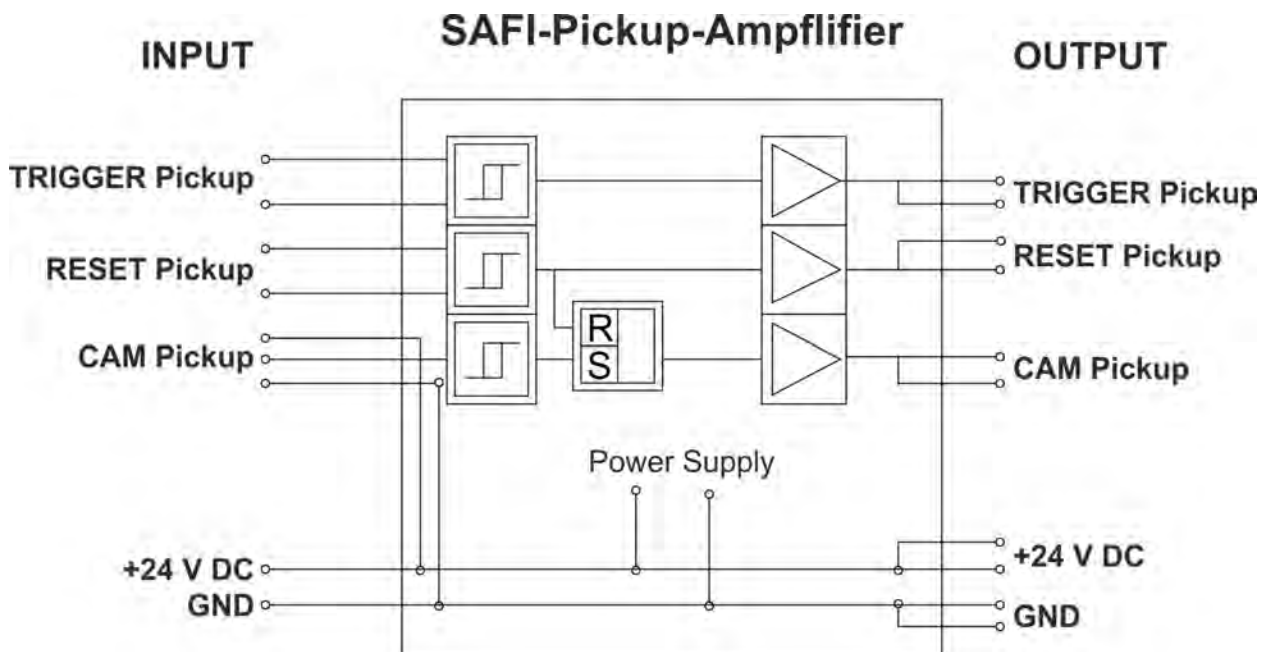 SAFI-Pickup-Ampflifier
INPUT
OUTPUT
TRIGGER Pickup
TRIGGER Pickup
RESET Pickup
RESET Pickup
CAM Pickup
CAM Pickup
R
S
Power Supply
+24 V DC
+24 V DC
GND
GND